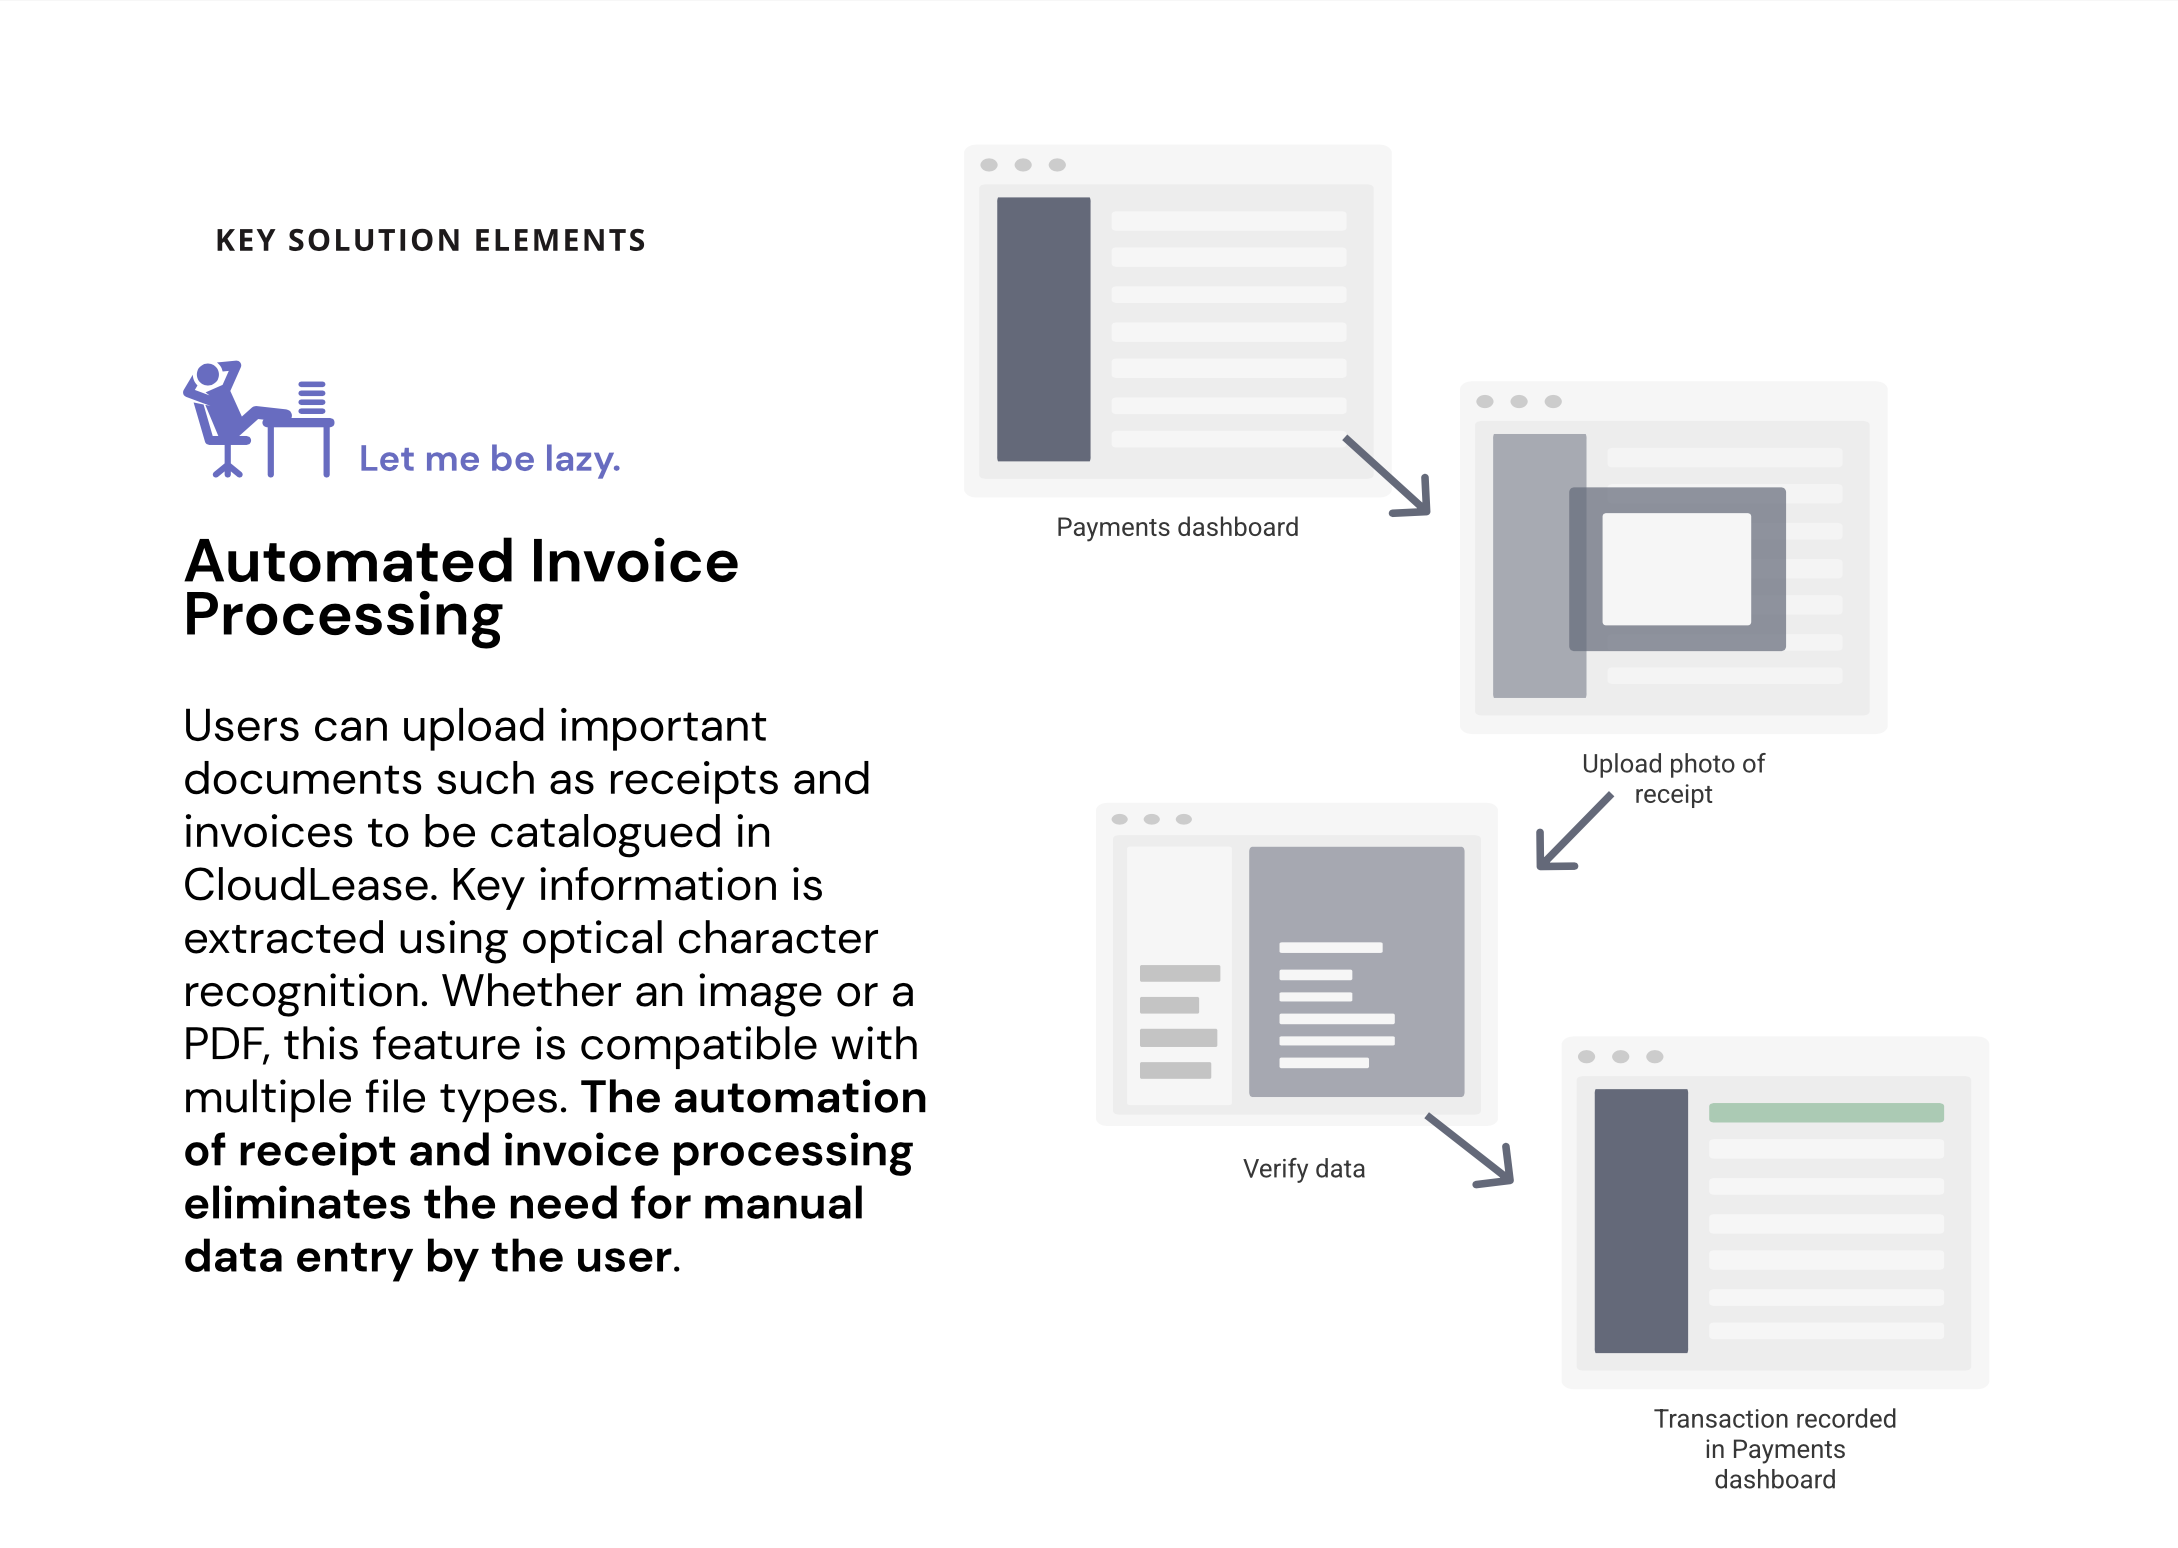 KEY SOLUTION ELEMENTS
Let me be lazy.
Automated Invoice
Processing
Users can upload important
documents such as receipts and
invoices to be catalogued in
CloudLease. Key information is
extracted using optical character
recognition. Whether an image or a
PDF, this feature is compatible with
multiple file types. The automation
of receipt and invoice processing
eliminates the need for manual
data entry by the user.
Payments dashboard
Upload photo of
receipt
Verify data
Transaction recorded
in Payments
dashboard